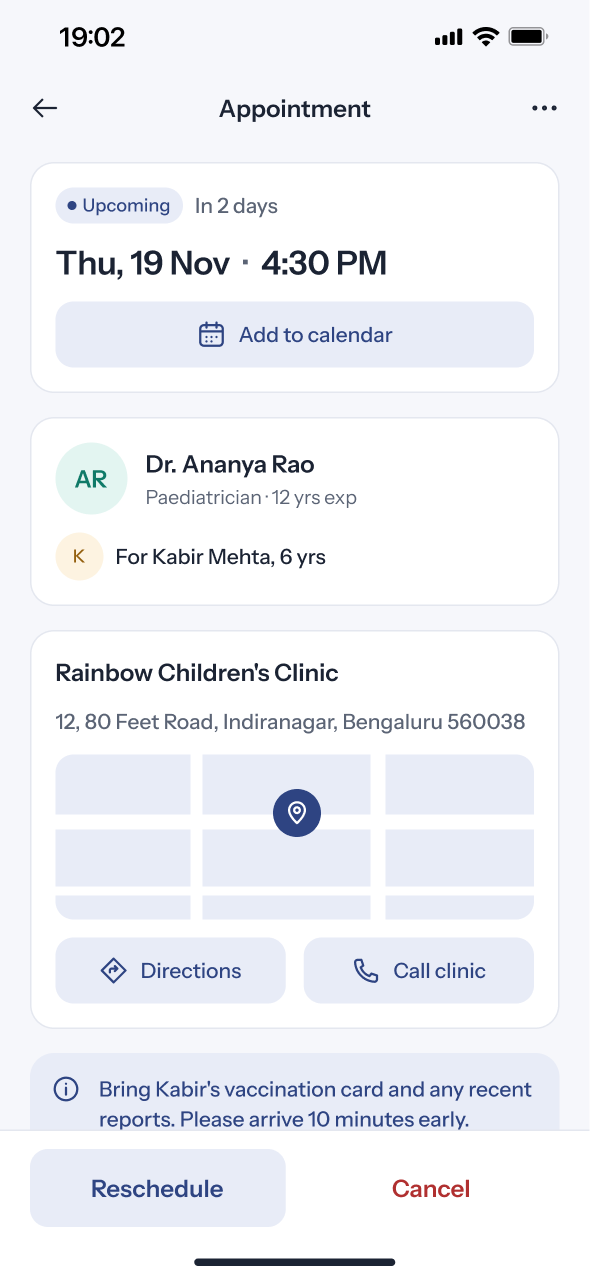 19:02
Appointment
Upcoming In 2 days
Thu, 19 Nov · 4:30 PM
Add to calendar
AR
Dr. Ananya Rao
Paediatrician · 12 yrs exp
K
For Kabir Mehta, 6 yrs
Rainbow Children's Clinic
12, 80 Feet Road, Indiranagar, Bengaluru 560038
Directions
Call clinic
Bring Kabir's vaccination card and any recent
reports. Please arrive 10 minutes early.
Reschedule
Cancel